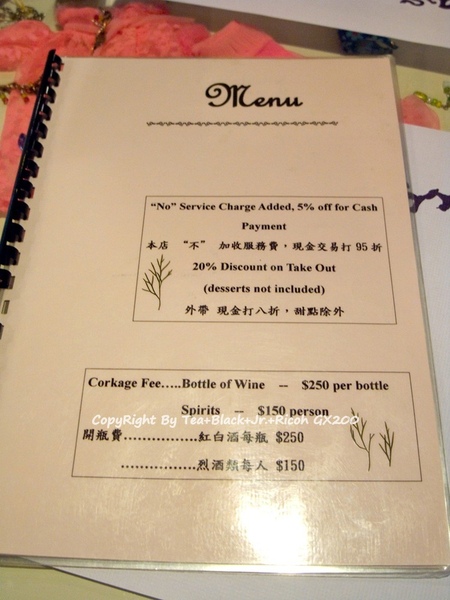 Menu
“No” Service Charge Added, 5% off for Cash
Payment
本店 “不” 加收服務費，現金交易打 95 折
20% Discount on Take Out
(desserts not included)
外帶 現金打八折，甜點除外
Corkage Fee.....Bottle of Wine -- $250 per bottle
Spirits -- $150 person
CopyRight By Tea+Black+Jr.+Ricoh GX200
開瓶費................紅白酒每瓶 $250
................烈酒類每人 $150